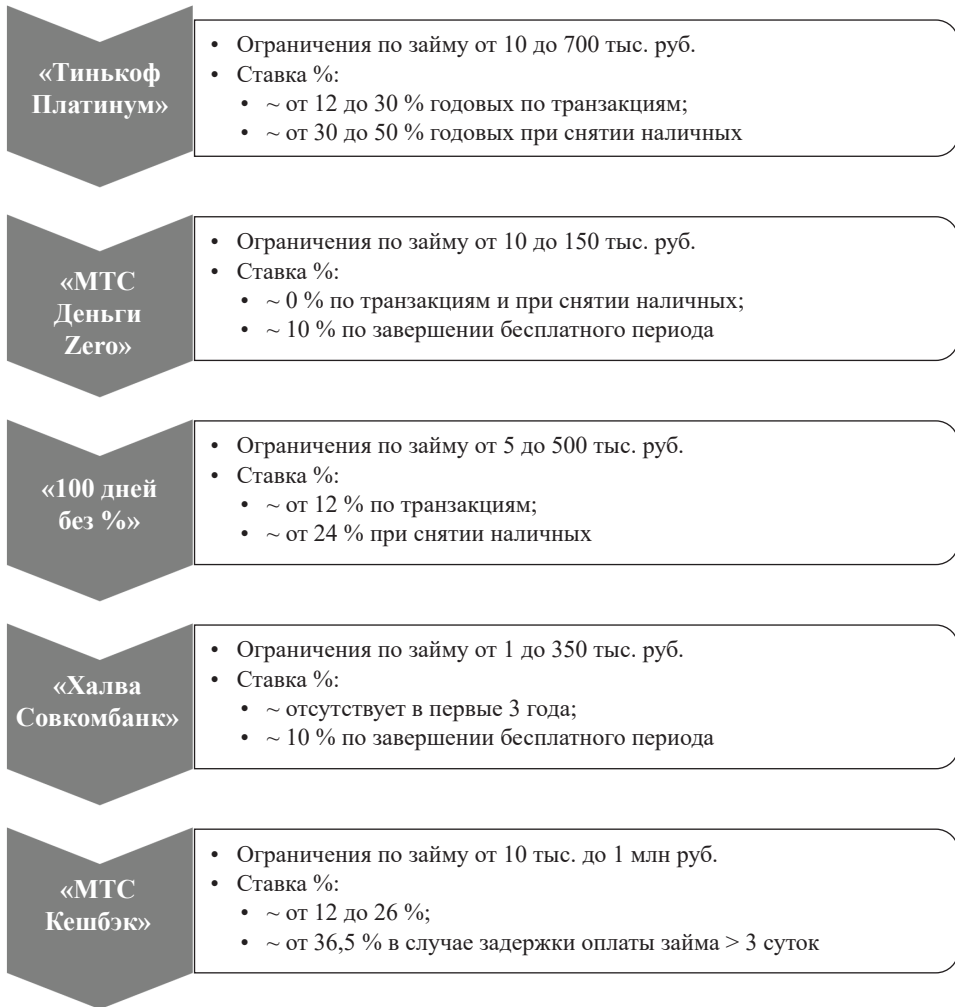 «Тинькоф
Платинум»
• Ограничения по займу от 10 до 700 тыс. руб.
• Ставка %:
• ~ от 12 до 30 % годовых по транзакциям;
• ~ от 30 до 50 % годовых при снятии наличных
«МТС
Деньги
Zero»
• Ограничения по займу от 10 до 150 тыс. руб.
• Ставка %:
• ~ 0 % по транзакциям и при снятии наличных;
• ~ 10 % по завершении бесплатного периода
«100 дней
без %»
• Ограничения по займу от 5 до 500 тыс. руб.
• Ставка %:
• ~ от 12 % по транзакциям;
• ~ от 24 % при снятии наличных
«Халва
Совкомбанк»
• Ограничения по займу от 1 до 350 тыс. руб.
• Ставка %:
• ~ отсутствует в первые 3 года;
• ~ 10 % по завершении бесплатного периода
«МТС
Кешбэк»
• Ограничения по займу от 10 тыс. до 1 млн руб.
• Ставка %:
• ~ от 12 до 26 %;
• ~ от 36,5 % в случае задержки оплаты займа > 3 суток